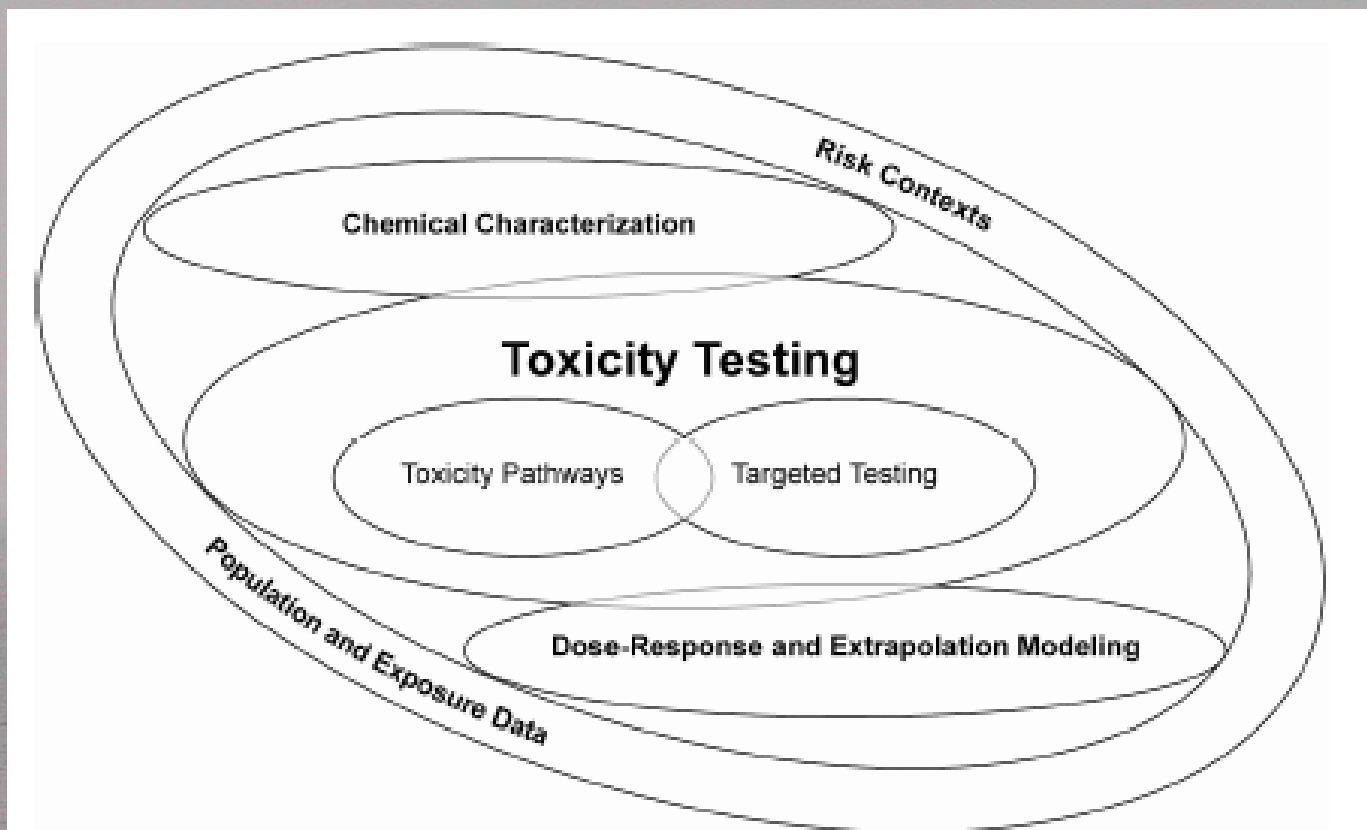 Risk Contexts
Chemical Characterization
Toxicity Testing
Toxicity Pathways
Targeted Testing
Population and Exposure Data
Dose-Response and Extrapolation Modeling